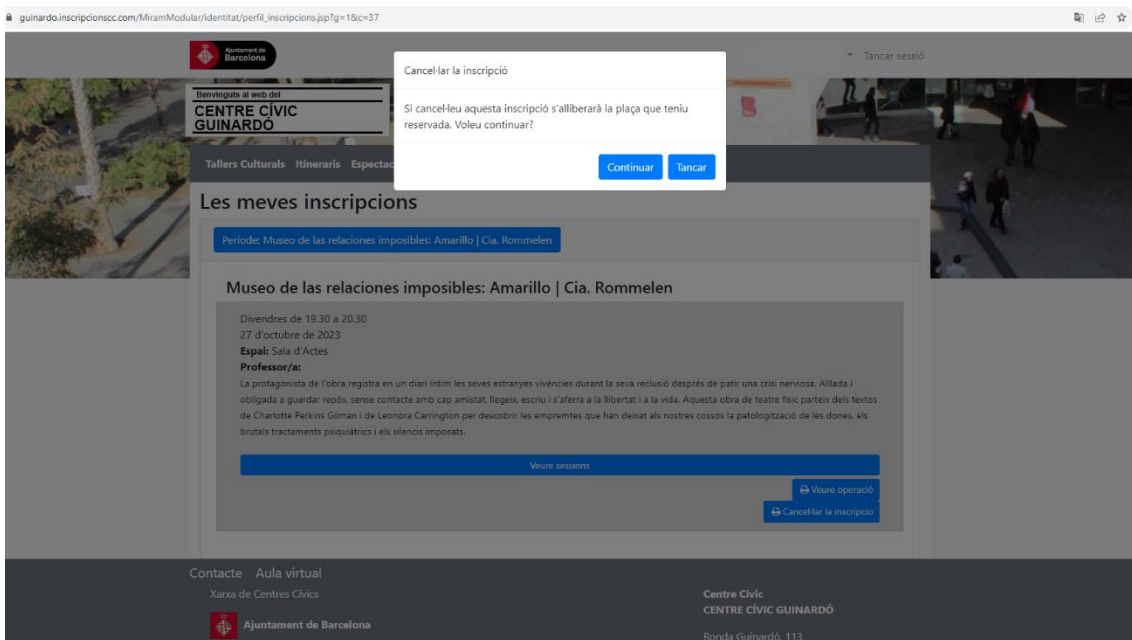 guinardo.inscripcionscc.com/MiramModular/identitat/perfil_inscripcions.jsp?g=1&c=37
Ajuntament de
Barcelona
Tancar sessió
Benvinguts al web del
CENTRE CÍVIC
GUINARDÓ
Cancel·lar la inscripció
Si cancel·leu aquesta inscripció s'alliberarà la plaça que teniu
reservada. Voleu continuar?
Continuar Tancar
Tallers Culturals Itineraris Espectac
Les meves inscripcions
Període: Museo de las relaciones imposibles: Amarillo | Cia. Rommelen
Museo de las relaciones imposibles: Amarillo | Cia. Rommelen
Divendres de 19.30 a 20.30
27 d'octubre de 2023
Espai: Sala d'Actes
Professor/a:
La protagonista de l'obra registra en un diari íntim les seves estranyes vivències durant la seva reclusió després de patir una crisi nerviosa. Aïllada i
obligada a guardar repòs, sense contacte amb cap amistat, llegeix, escriu i s'aferra a la llibertat i a la vida. Aquesta obra de teatre físic parteix dels textos
de Charlotte Perkins Gilman i de Leonora Carrington per descobrir les empremtes que han deixat als nostres cossos la patologització de les dones, els
brutals tractaments psiquiàtrics i els silencis imposats.
Veure sessions
Veure operació
Cancel·lar la inscripcio
Contacte Aula virtual
Xarxa de Centres Cívics
Ajuntament de Barcelona
Centre Cívic
CENTRE CÍVIC GUINARDÓ
Ronda Guinardó, 113